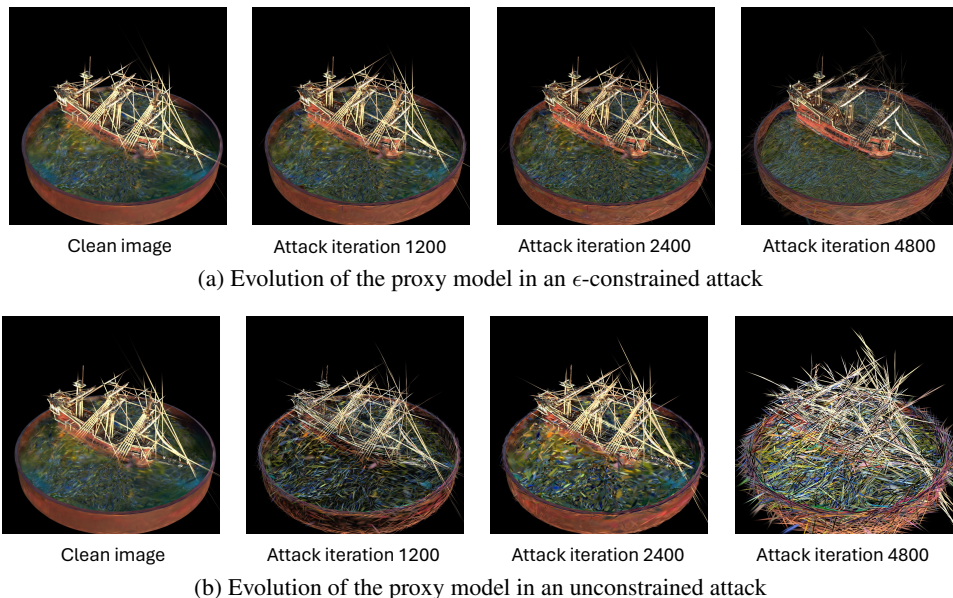 Clean image
Attack iteration 1200
Attack iteration 2400
Attack iteration 4800
(a) Evolution of the proxy model in an ϵ-constrained attack
Clean image
Attack iteration 1200
Attack iteration 2400
Attack iteration 4800
(b) Evolution of the proxy model in an unconstrained attack